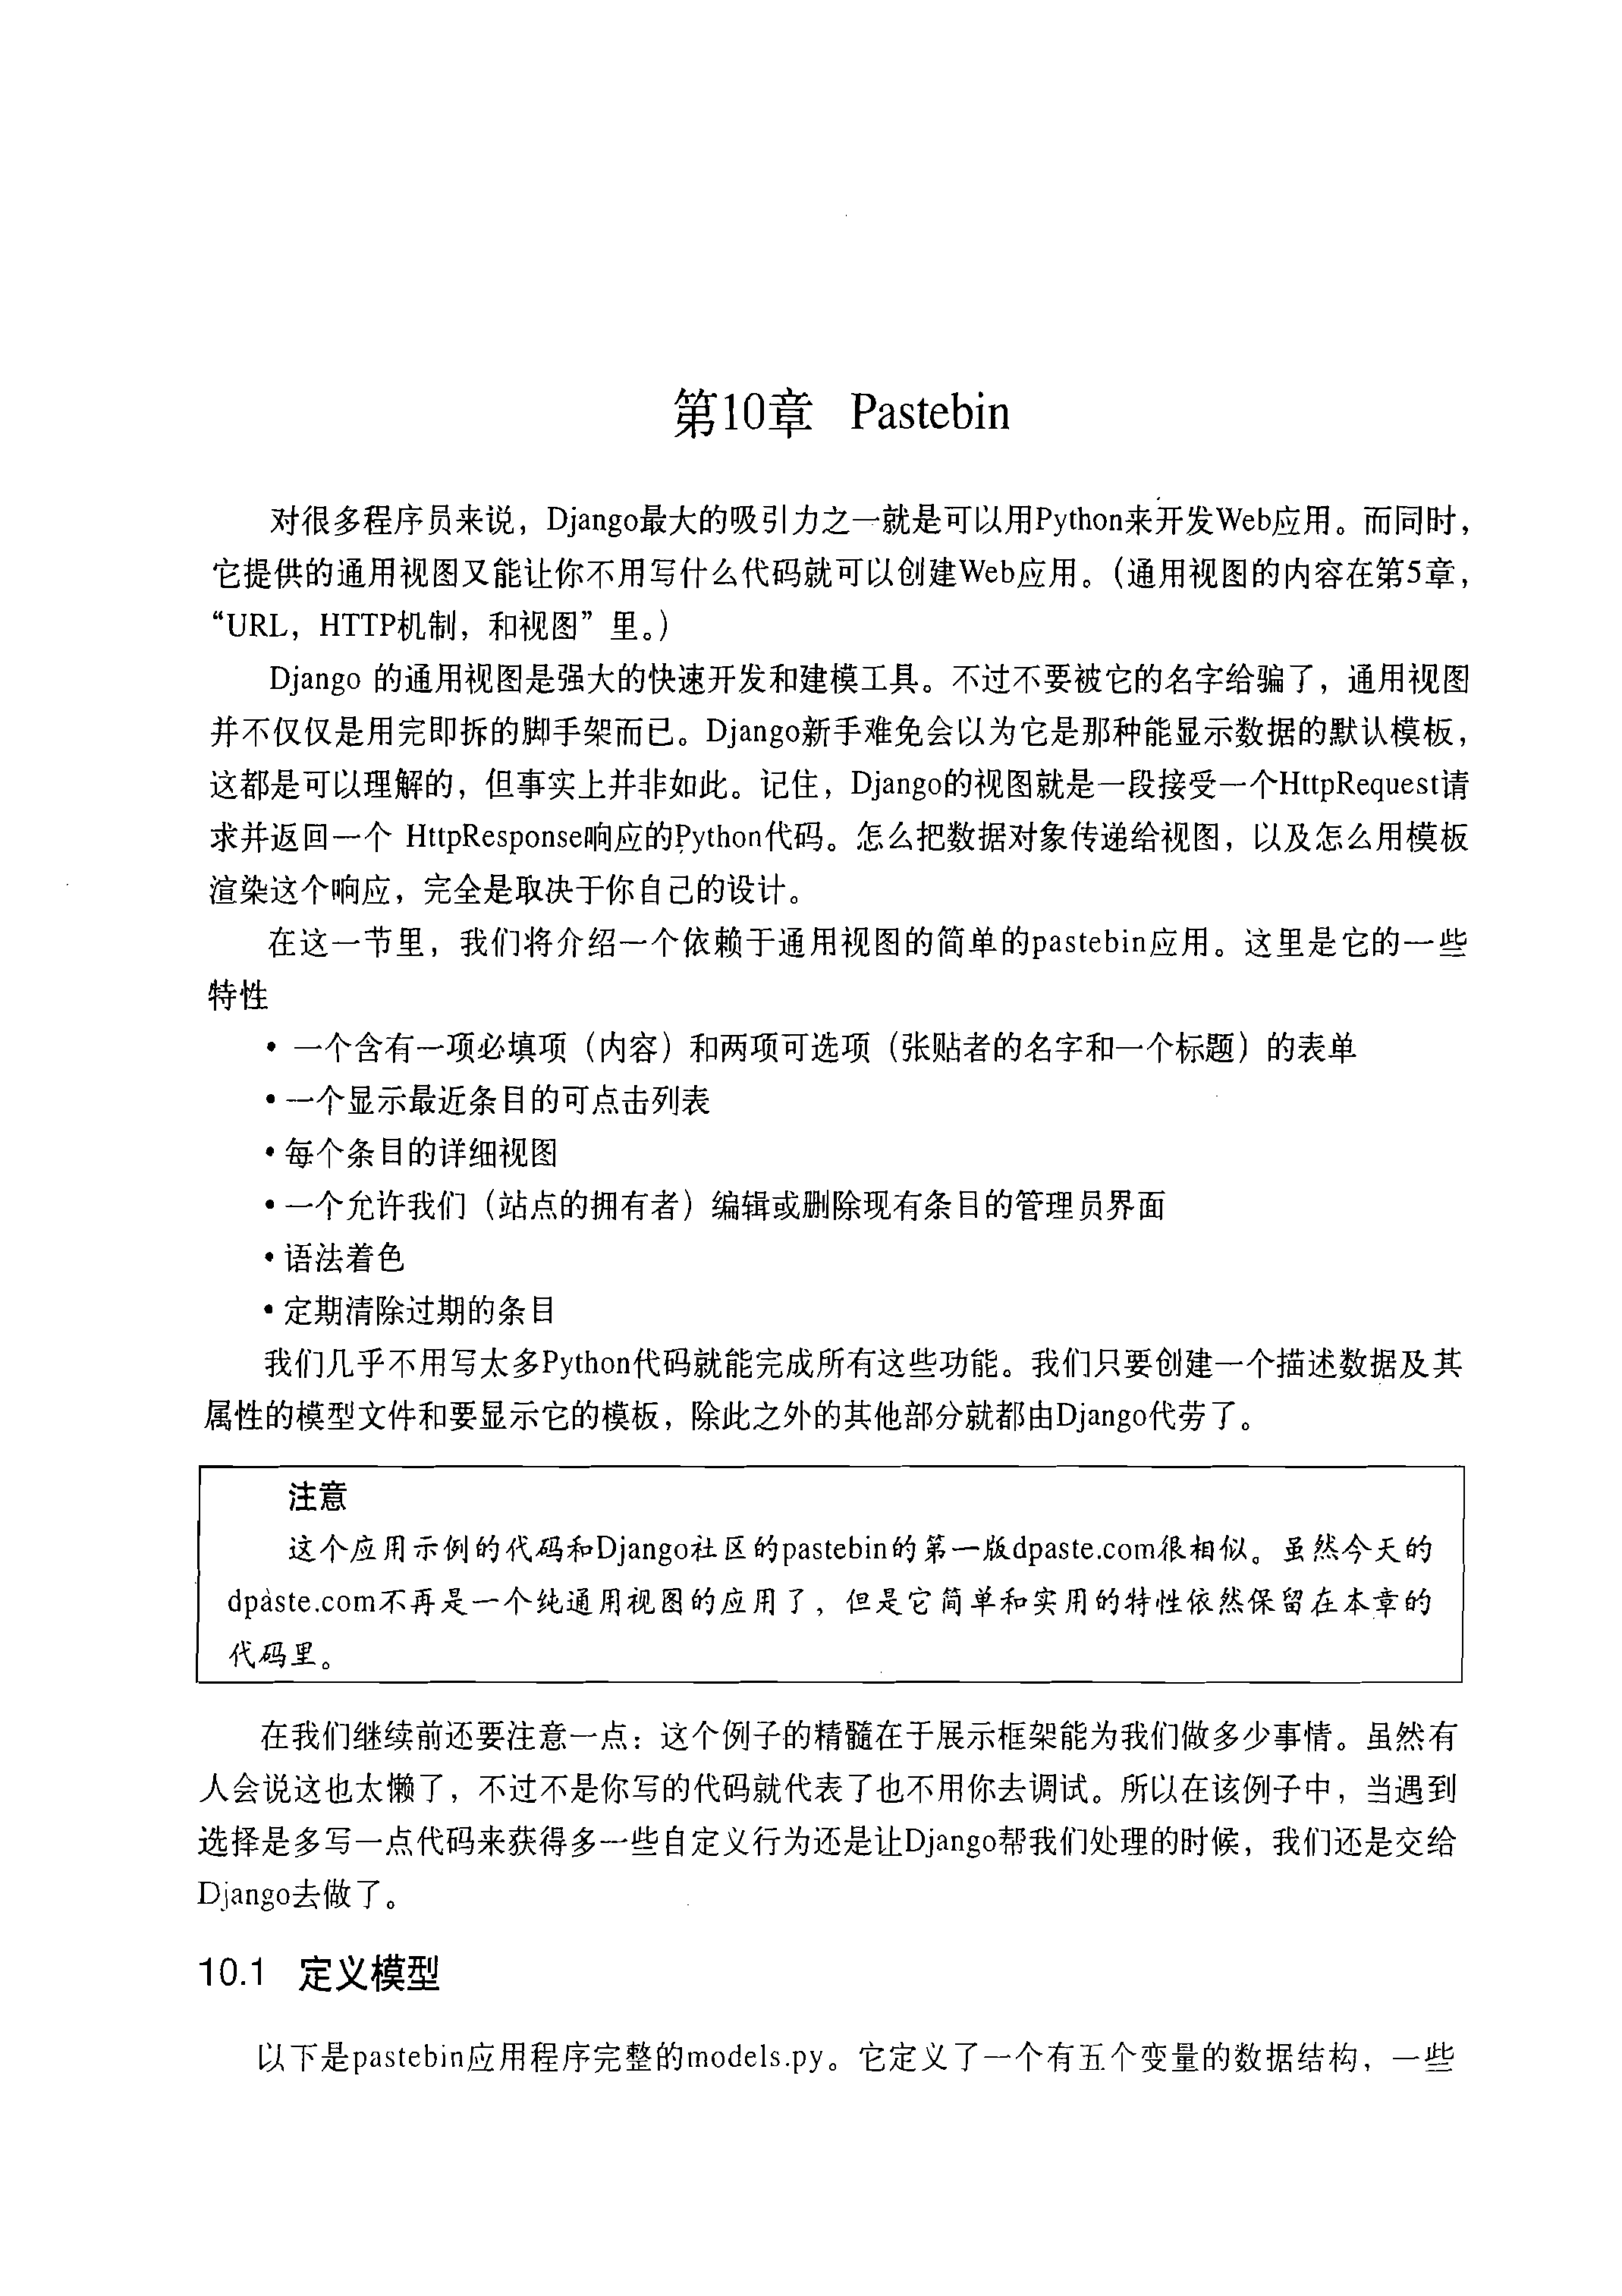 第10章 Pastebin
对很多程序员来说，Django最大的吸引力之一就是可以用Python来开发Web应用。而同时，
它提供的通用视图又能让你不用写什么代码就可以创建Web应用。（通用视图的内容在第5章，
“URL，HTTP机制，和视图”里。）
Django 的通用视图是强大的快速开发和建模工具。不过不要被它的名字给骗了，通用视图
并不仅仅是用完即拆的脚手架而已。Django新手难免会以为它是那种能显示数据的默认模板，
这都是可以理解的，但事实上并非如此。记住，Django的视图就是一段接受一个HttpRequest请
求并返回一个 HttpResponse响应的Python代码。怎么把数据对象传递给视图，以及怎么用模板
渲染这个响应，完全是取决于你自己的设计。
在这一节里，我们将介绍一个依赖于通用视图的简单的pastebin应用。这里是它的一些
特性
• 一个含有一项必填项（内容）和两项可选项（张贴者的名字和一个标题）的表单
• 一个显示最近条目的可点击列表
• 每个条目的详细视图
• 一个允许我们（站点的拥有者）编辑或删除现有条目的管理员界面
• 语法着色
• 定期清除过期的条目
我们几乎不用写太多Python代码就能完成所有这些功能。我们只要创建一个描述数据及其
属性的模型文件和要显示它的模板，除此之外的其他部分就都由Django代劳了。
注意
这个应用示例的代码和Django社区的pastebin的第一版dpaste.com很相似。虽然今天的
dpaste.com不再是一个纯通用视图的应用了，但是它简单和实用的特性依然保留在本章的
代码里。
在我们继续前还要注意一点：这个例子的精髓在于展示框架能为我们做多少事情。虽然有
人会说这也太懒了，不过不是你写的代码就代表了也不用你去调试。所以在该例子中，当遇到
选择是多写一点代码来获得多一些自定义行为还是让Django帮我们处理的时候，我们还是交给
Django去做了。
10.1 定义模型
以下是pastebin应用程序完整的models.py。它定义了一个有五个变量的数据结构，一些